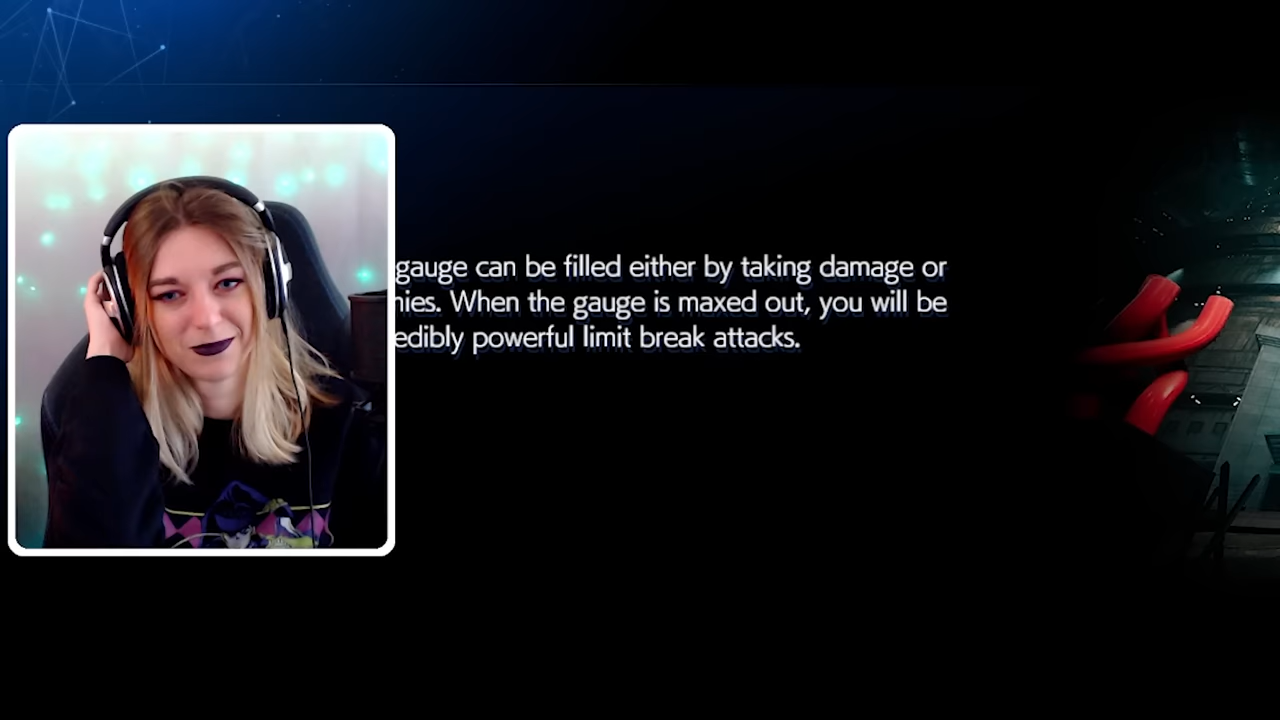 gauge can be filled either by taking damage or
nies. When the gauge is maxed out, you will be
edibly powerful limit break attacks.